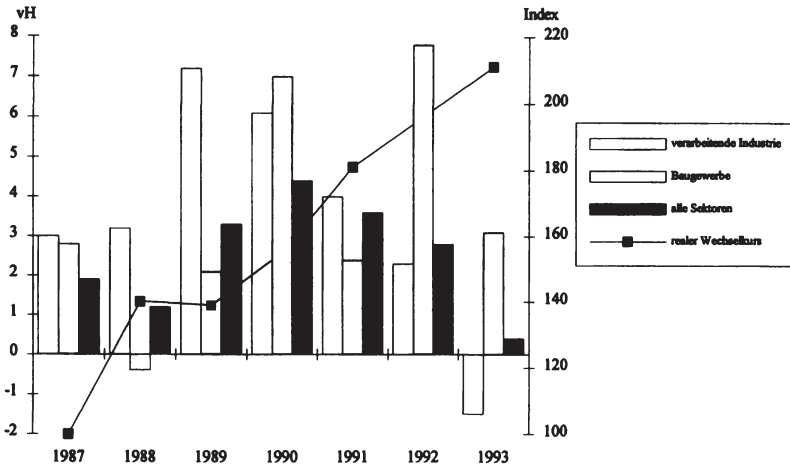 vH
Index
8
7
6
5
4
3
2
1
0
-1
-2
220
200
180
160
140
120
100
1987 1988 1989 1990 1991 1992 1993
verarbeitende Industrie
Baugewerbe
alle Sektoren
realer Wechselkurs